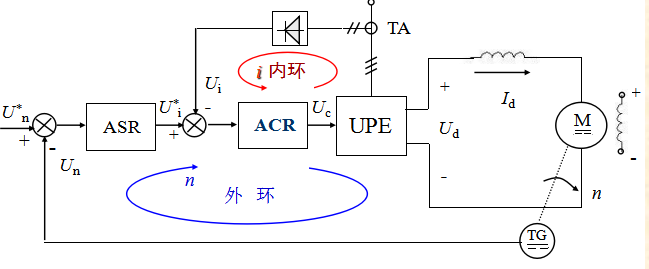 TA
i 内环
Ui
-
U*n
+
-
Un
ASR
U*i
+
ACR
Uc
UPE
+
Ud
-
Id
M
+
-
n
n
外 环
TG